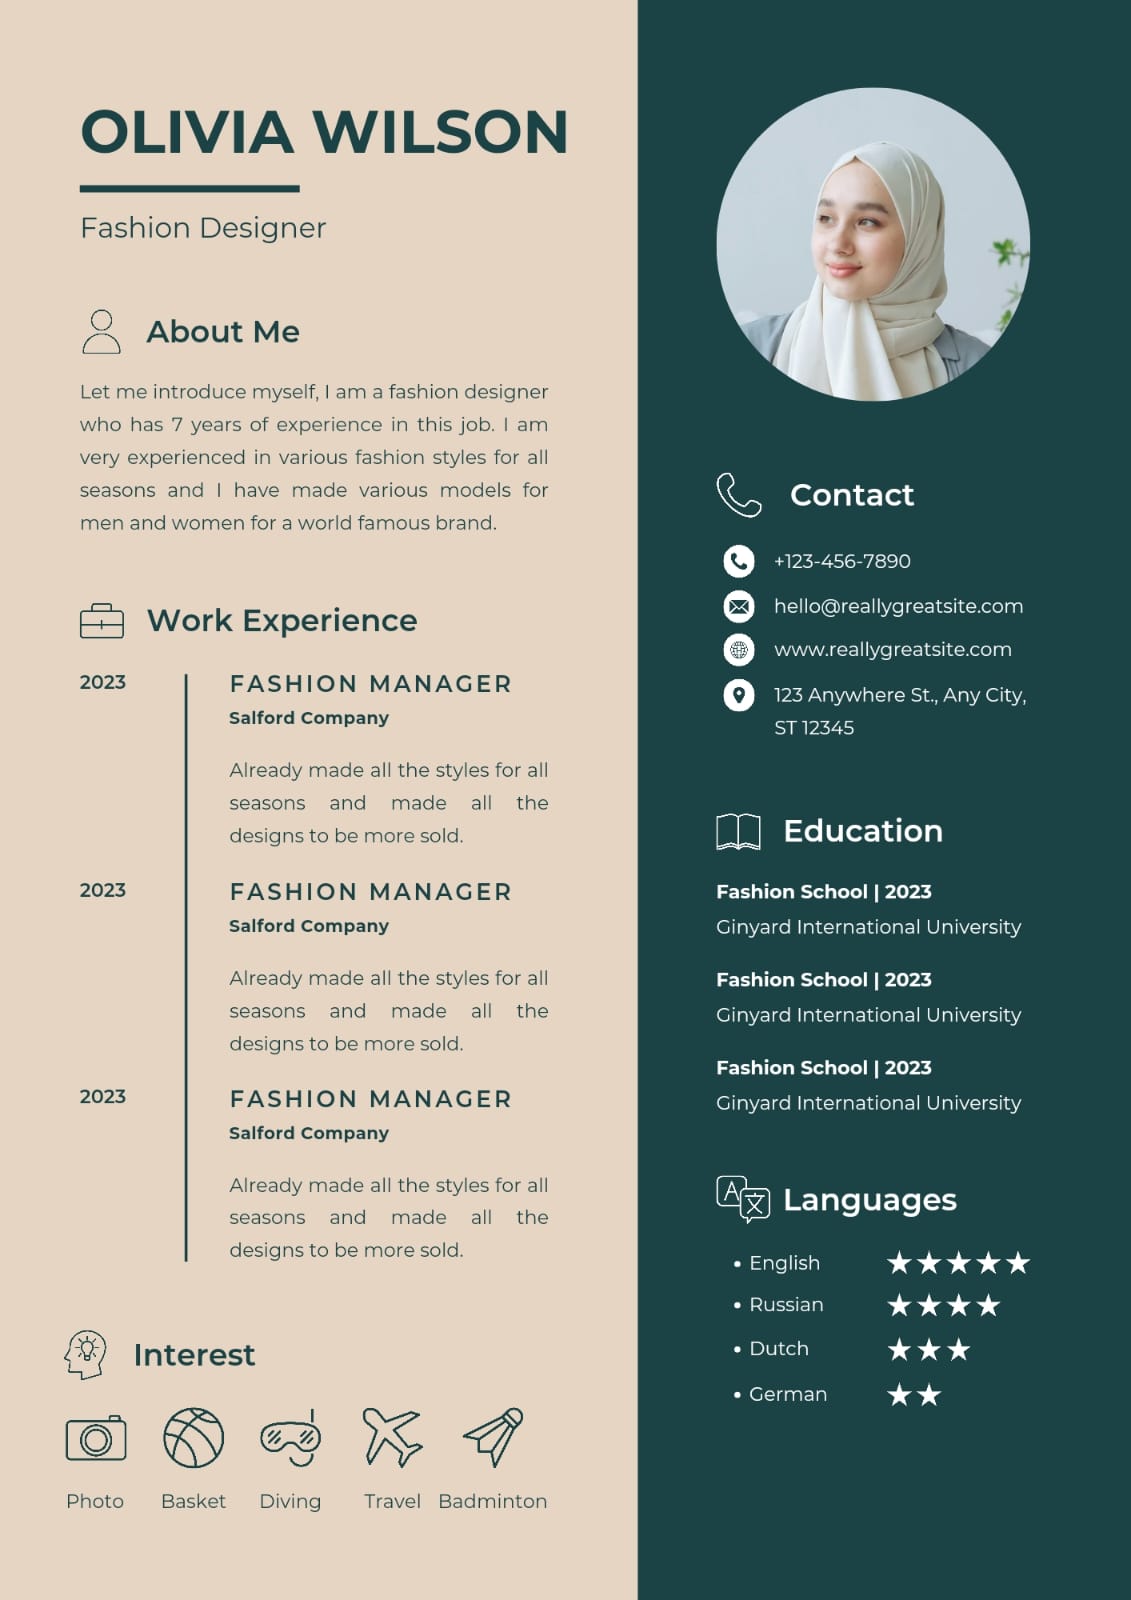 OLIVIA WILSON
Fashion Designer
About Me
Let me introduce myself, I am a fashion designer
who has 7 years of experience in this job. I am
very experienced in various fashion styles for all
seasons and I have made various models for
men and women for a world famous brand.
Work Experience
2023
FASHION MANAGER
Salford Company
Already made all the styles for all
seasons and made all the
designs to be more sold.
2023
FASHION MANAGER
Salford Company
Already made all the styles for all
seasons and made all the
designs to be more sold.
2023
FASHION MANAGER
Salford Company
Already made all the styles for all
seasons and made all the
designs to be more sold.
Interest
Photo Basket Diving Travel Badminton
Contact
+123-456-7890
hello@reallygreatsite.com
www.reallygreatsite.com
123 Anywhere St., Any City,
ST 12345
Education
Fashion School | 2023
Ginyard International University
Fashion School | 2023
Ginyard International University
Fashion School | 2023
Ginyard International University
A 文
Languages
• English ★★★★★
• Russian ★★★★
• Dutch ★★★
• German ★★